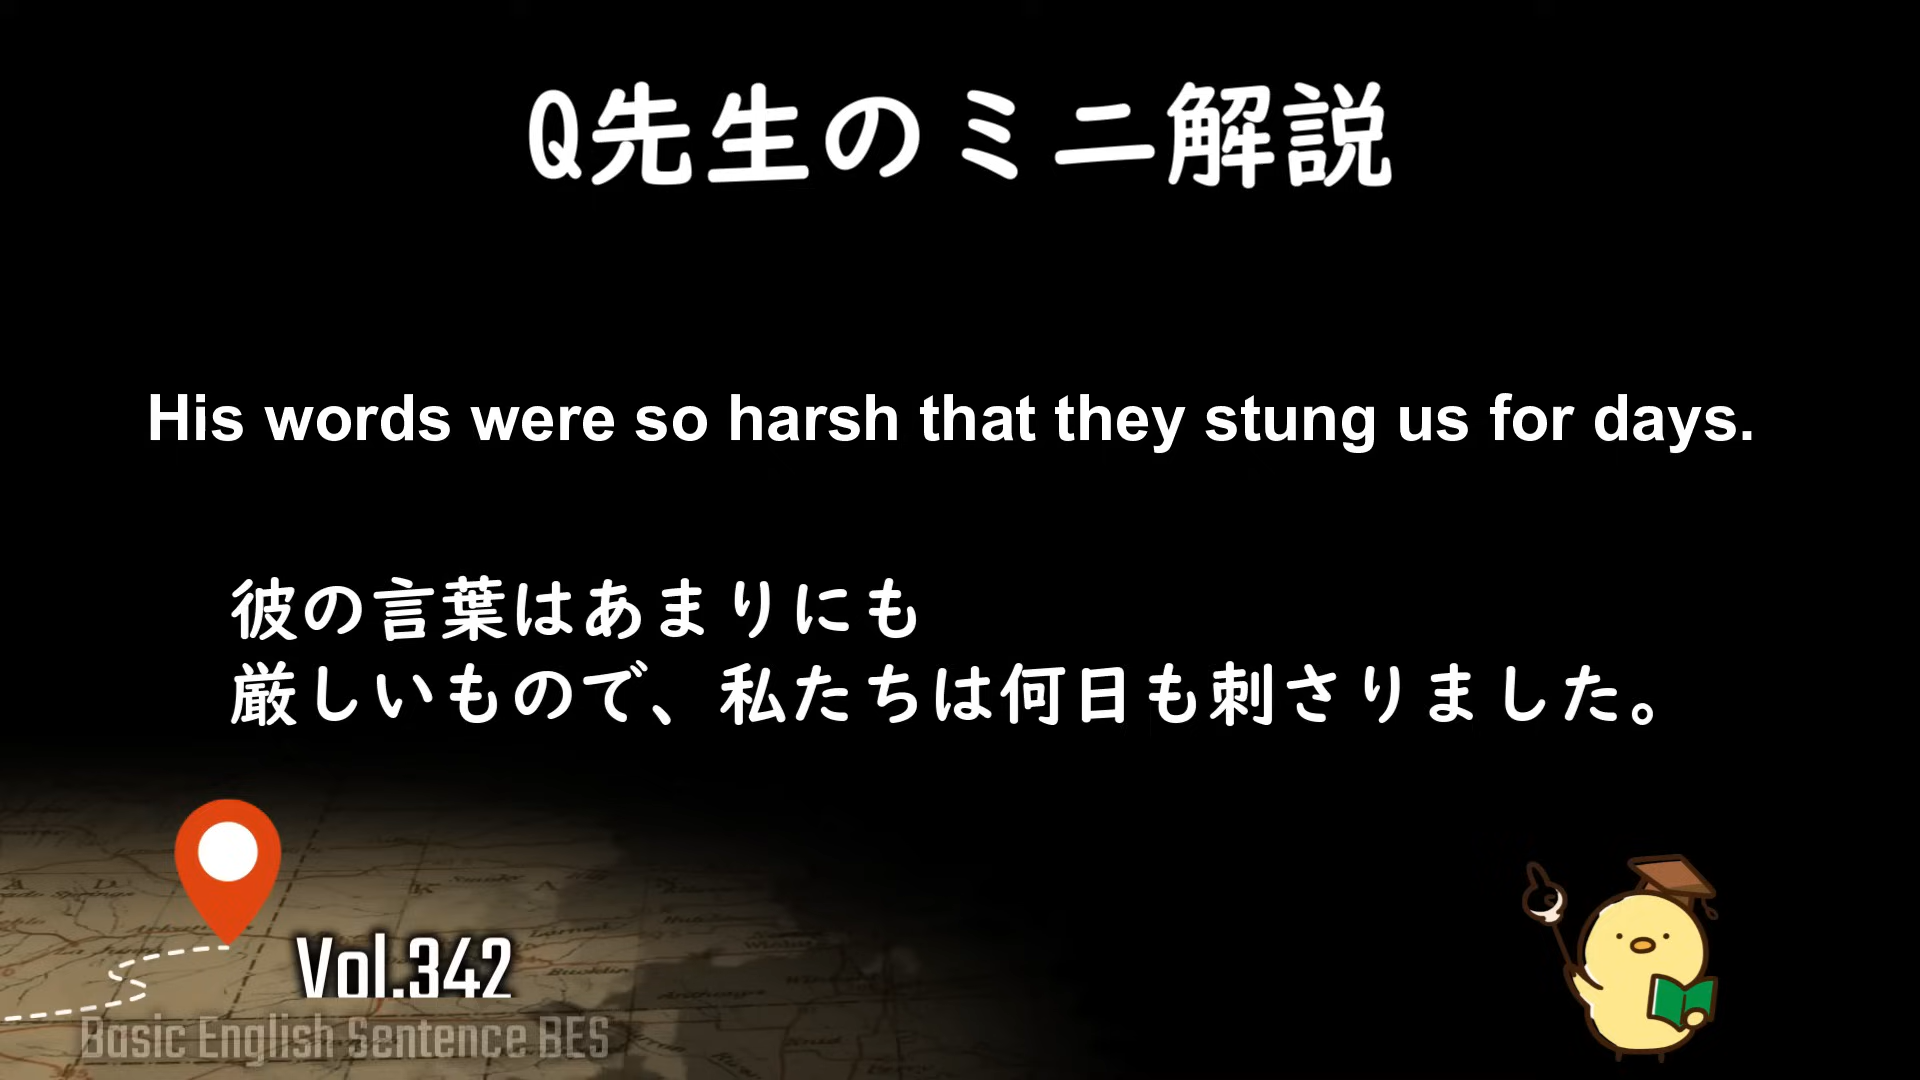 Q先生のミニ解説
His words were so harsh that they stung us for days.
彼の言葉はあまりにも
厳しいもので、私たちは何日も刺さりました。
Vol.342
Basic English Sentence BES